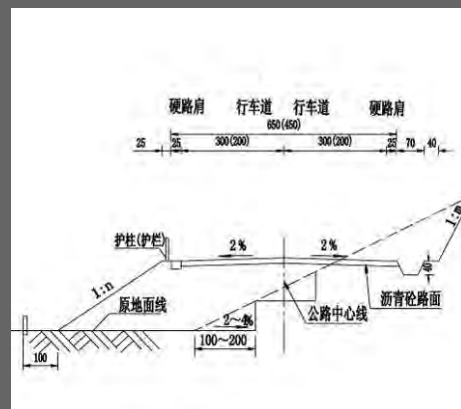 硬路肩 行车道 行车道 硬路肩
650(450)
25 25 300(200) 300(200) 25 70 40
1:m
护柱(护栏) 2% 2%
40
1:n
原地面线 公路中心线 沥青砼路面
2～4%
100 100～200